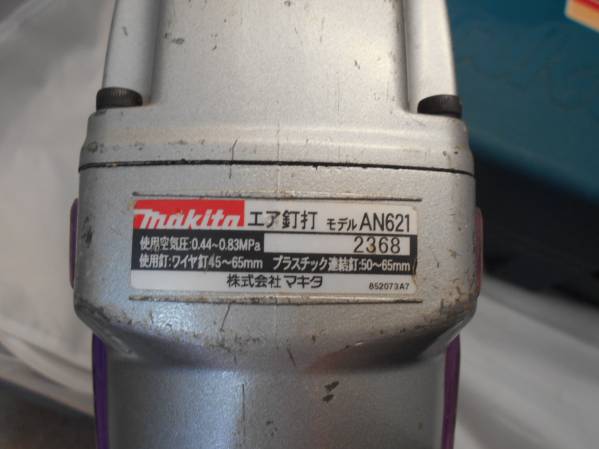 makita エア釘打 モデル AN621
使用空気圧:0.44~0.83MPa 2368
使用釘:ワイヤ釘45~65mm プラスチック連結釘:50~65mm
株式会社マキタ 852073A7